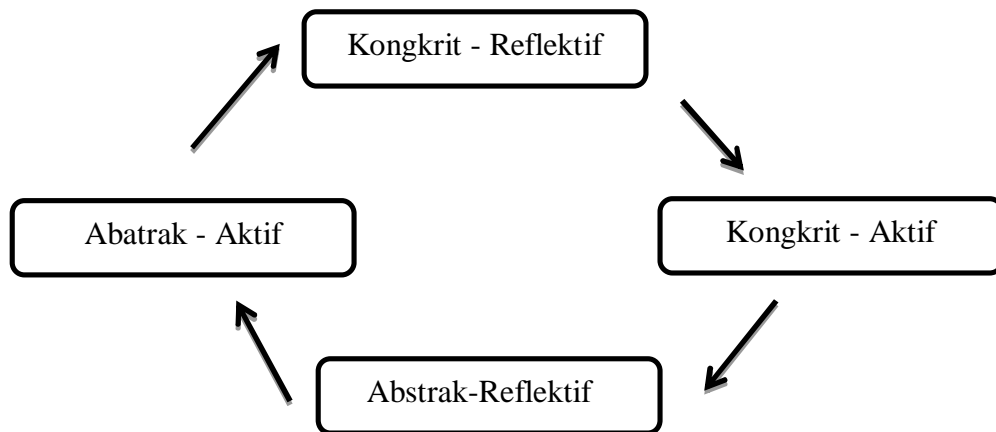 Kongkrit - Reflektif
Abatrak - Aktif
Kongkrit - Aktif
Abstrak-Reflektif